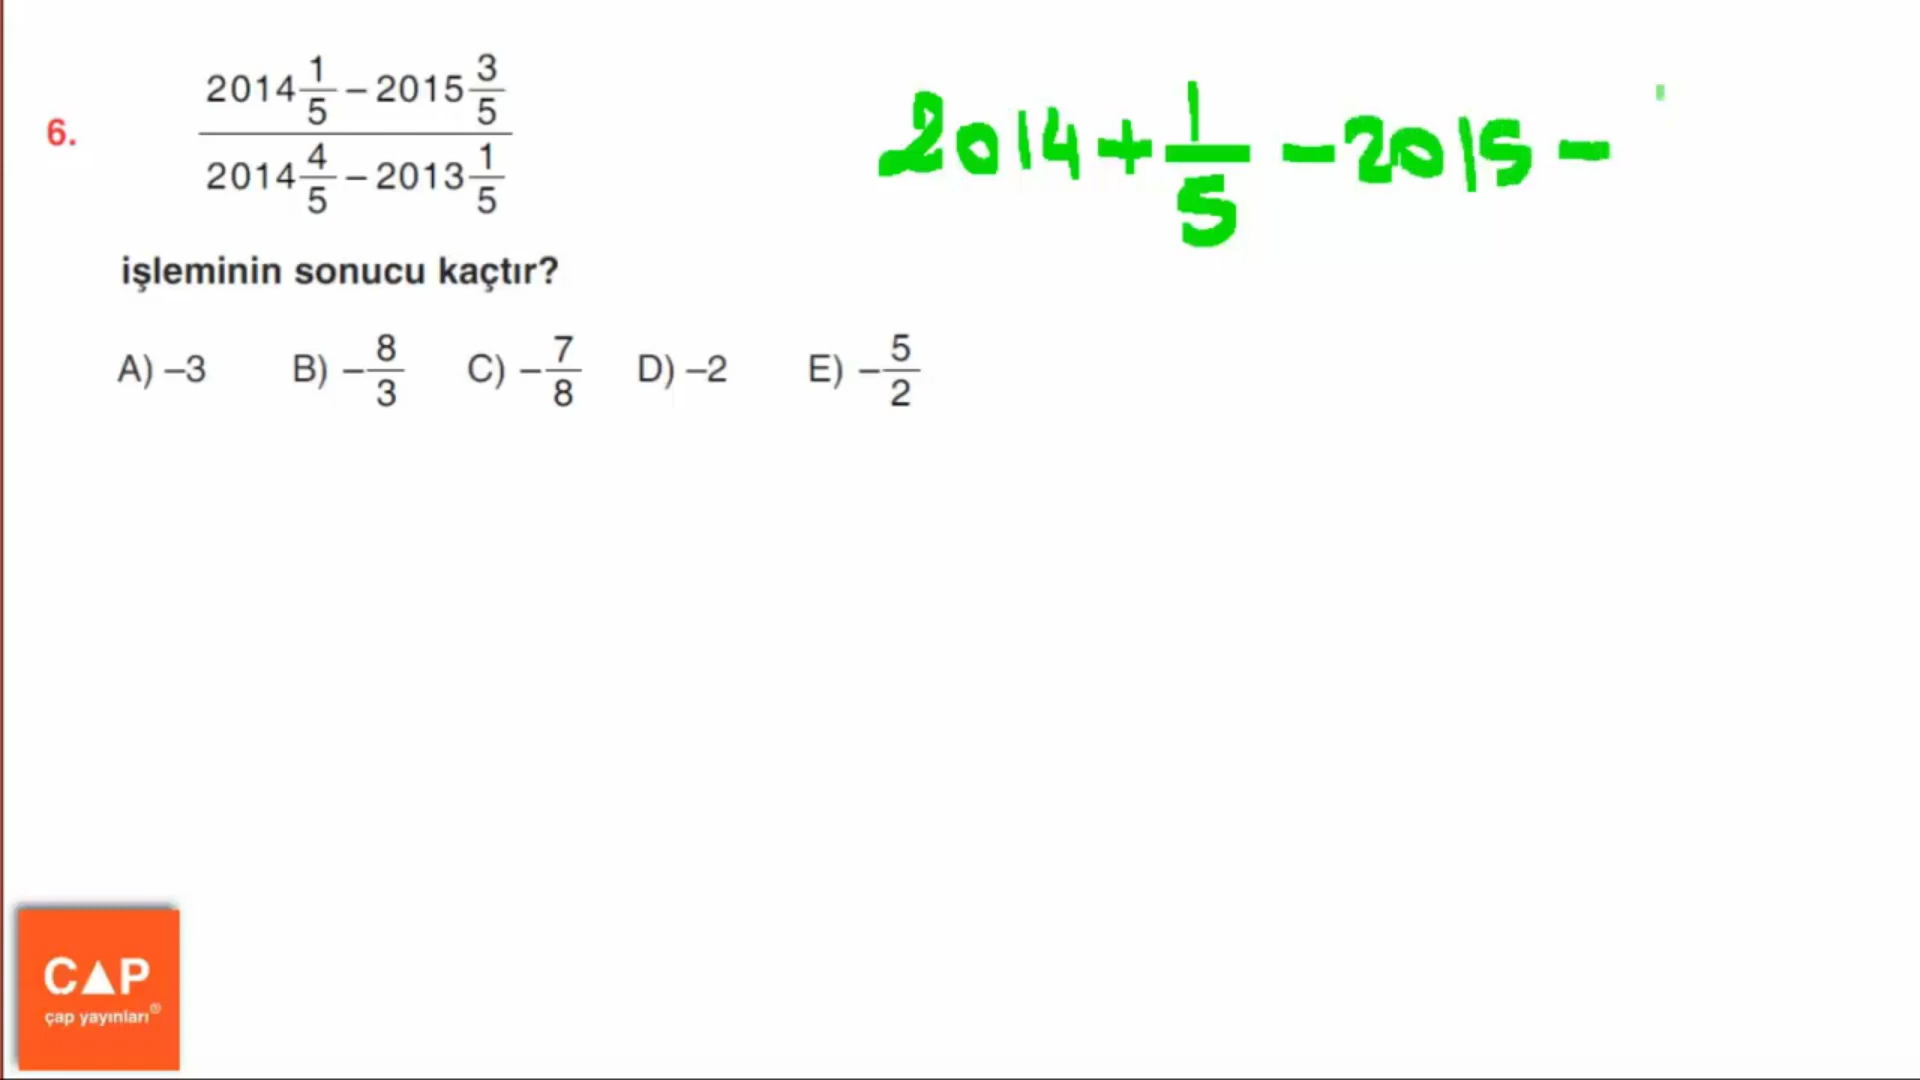 6.
2014 1/5 – 2015 3/5
2014 4/5 – 2013 1/5
işleminin sonucu kaçtır?
A) –3 B) –8/3 C) –7/8 D) –2 E) –5/2
2014 + 1/5 – 2015 –
CAP
çap yayınları®